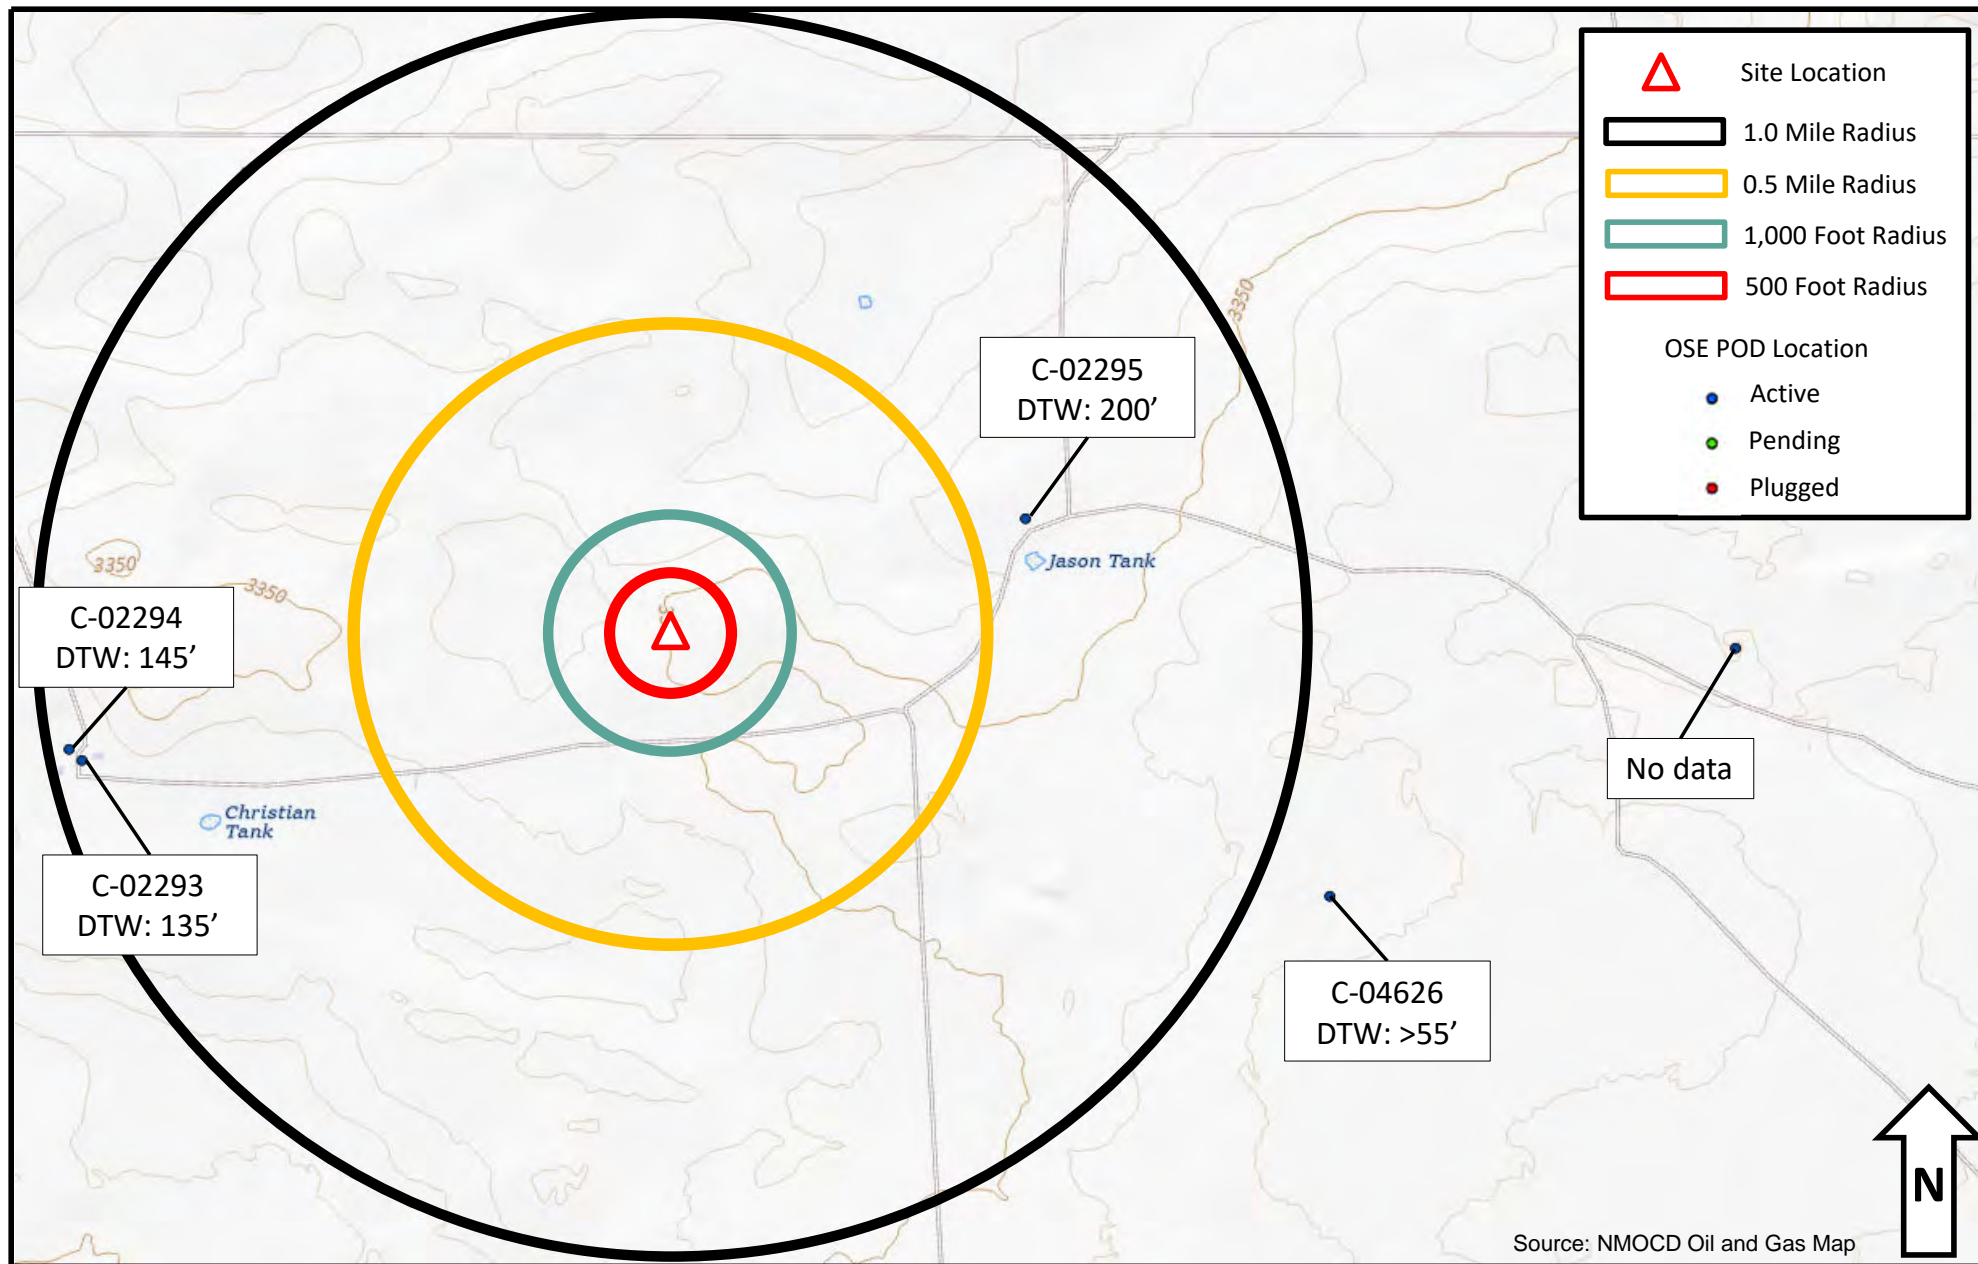 Site Location
1.0 Mile Radius
0.5 Mile Radius
1,000 Foot Radius
500 Foot Radius
OSE POD Location
Active
Pending
Plugged
3350
C-02295
DTW: 200’
Jason Tank
3350
3350
C-02294
DTW: 145’
No data
Christian
Tank
C-02293
DTW: 135’
C-04626
DTW: >55’
N
Source: NMOCD Oil and Gas Map